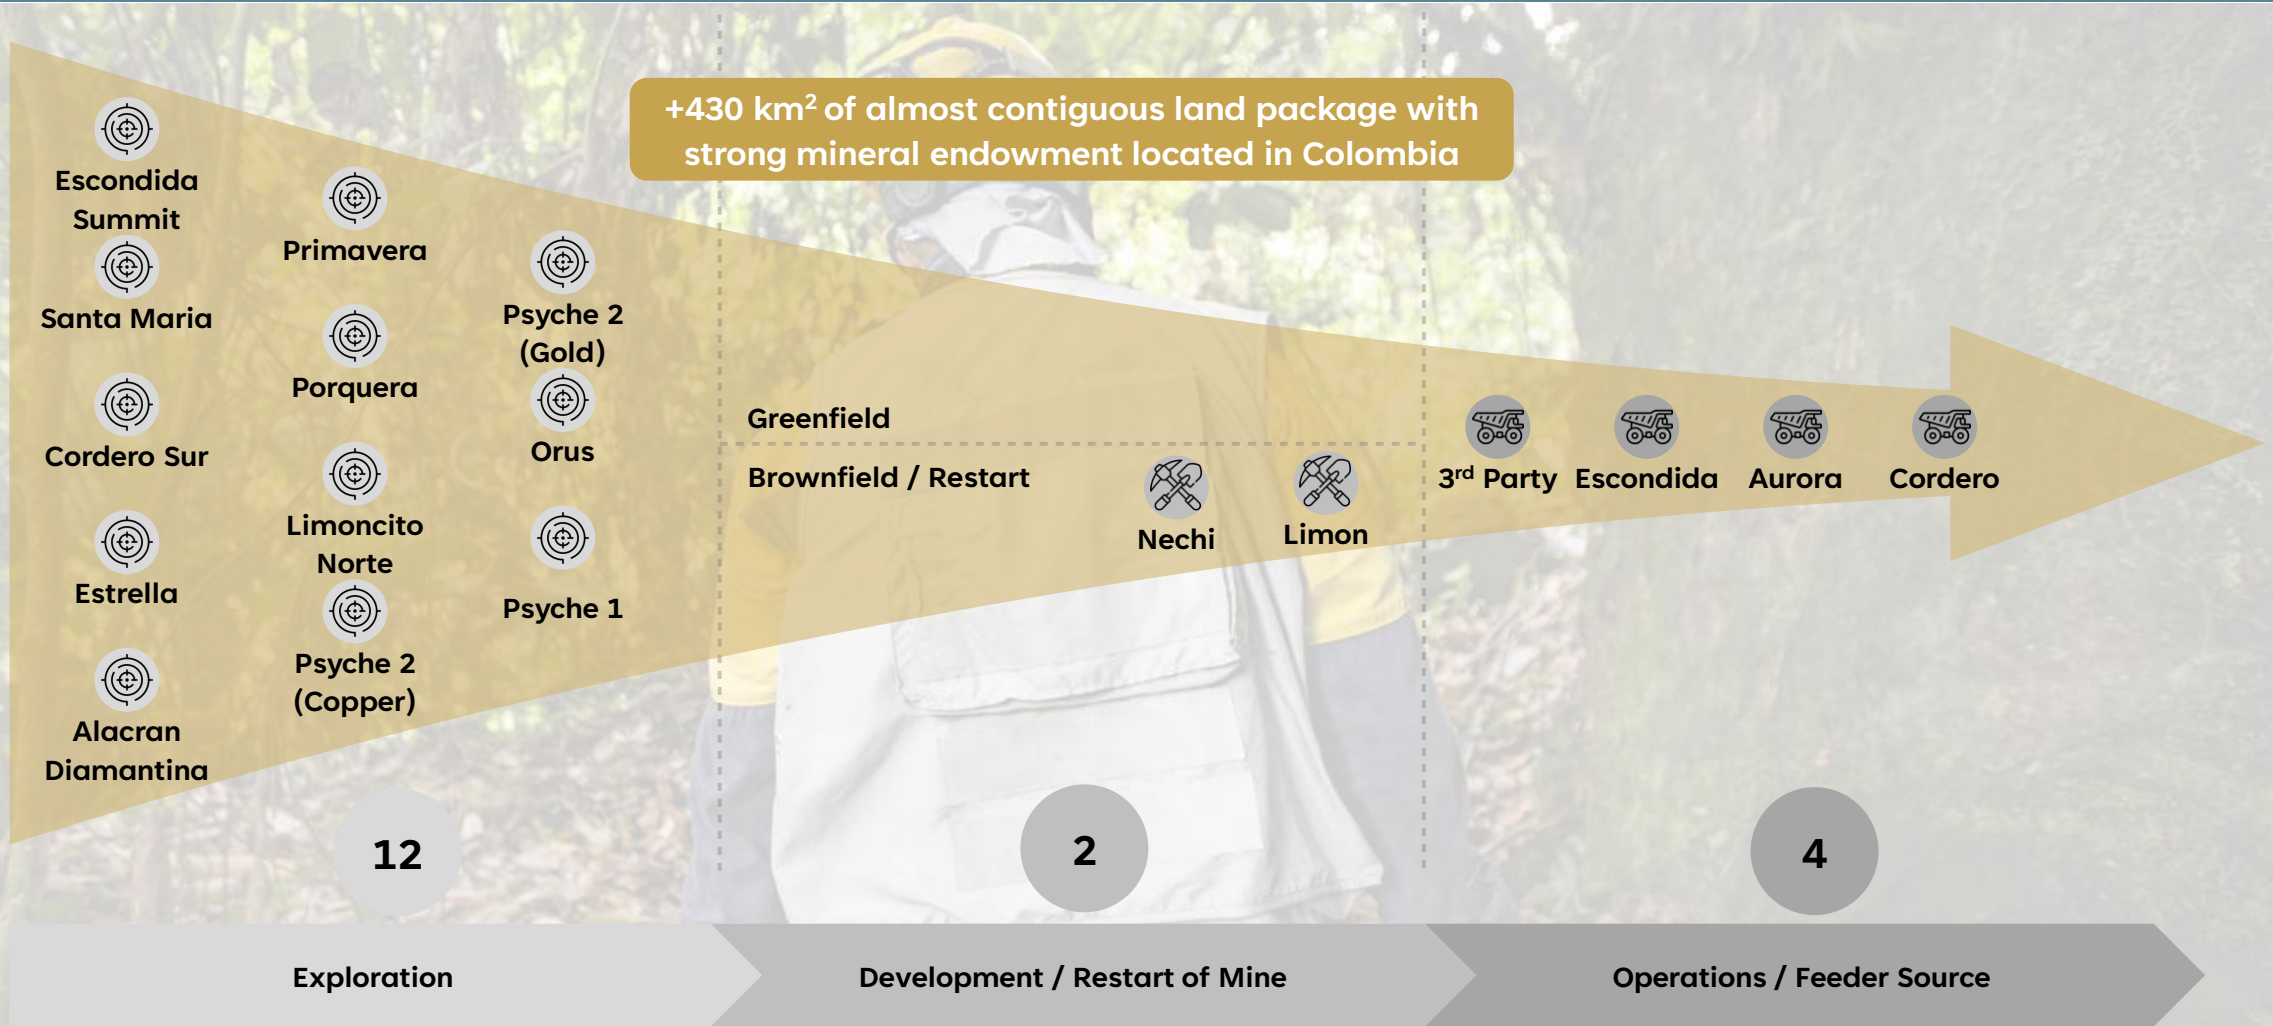 +430 km² of almost contiguous land package with
strong mineral endowment located in Colombia
Escondida
Summit
Santa Maria
Cordero Sur
Estrella
Alacran
Diamantina
Primavera
Porquera
Limoncito
Norte
Psyche 2
(Copper)
Psyche 2
(Gold)
Orus
Psyche 1
Greenfield
Brownfield / Restart
Nechi
Limon
3rd Party
Escondida
Aurora
Cordero
12
2
4
Exploration
Development / Restart of Mine
Operations / Feeder Source